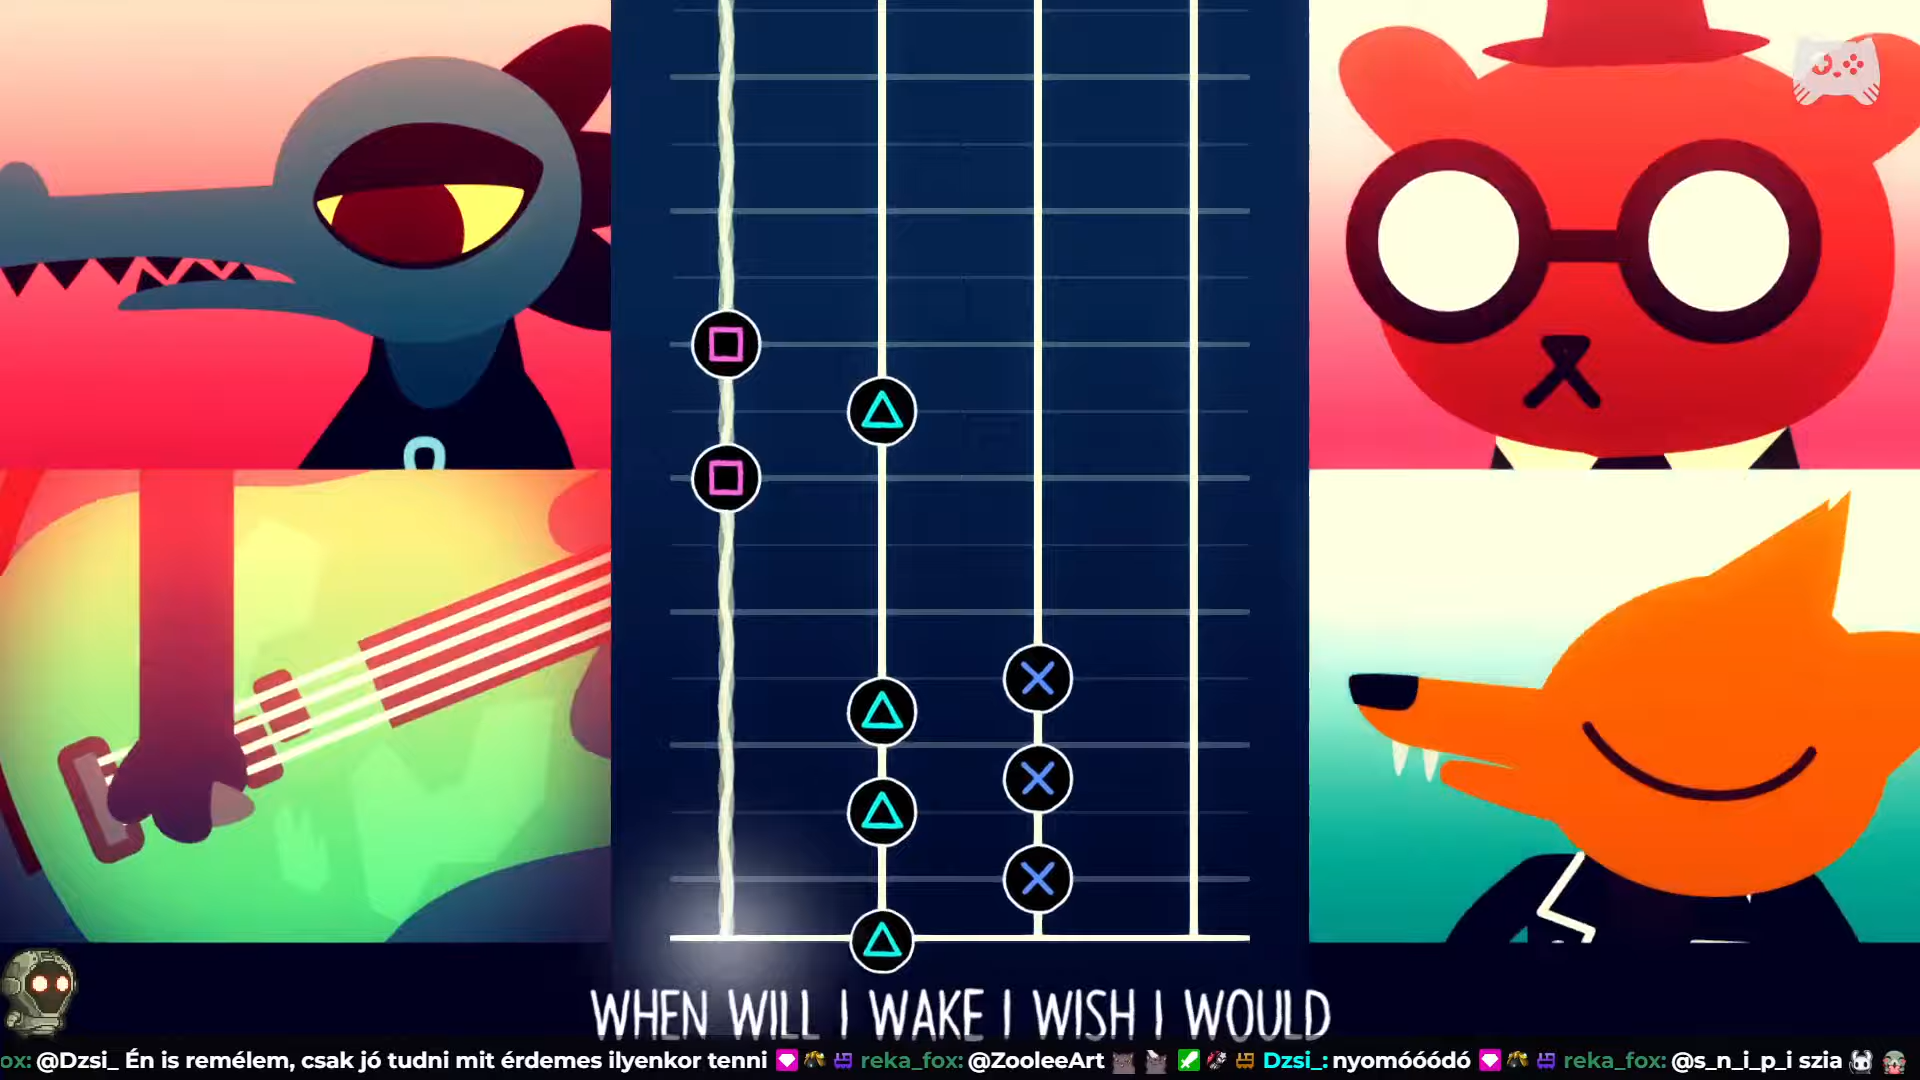 WHEN WILL I WAKE I WISH I WOULD
ox: @Dzsi_ Én is remélem, csak jó tudni mit érdemes ilyenkor tenni reka_fox: @ZooleeArt Dzsi_: nyomóóódó reka_fox: @s_n_i_p_i szia